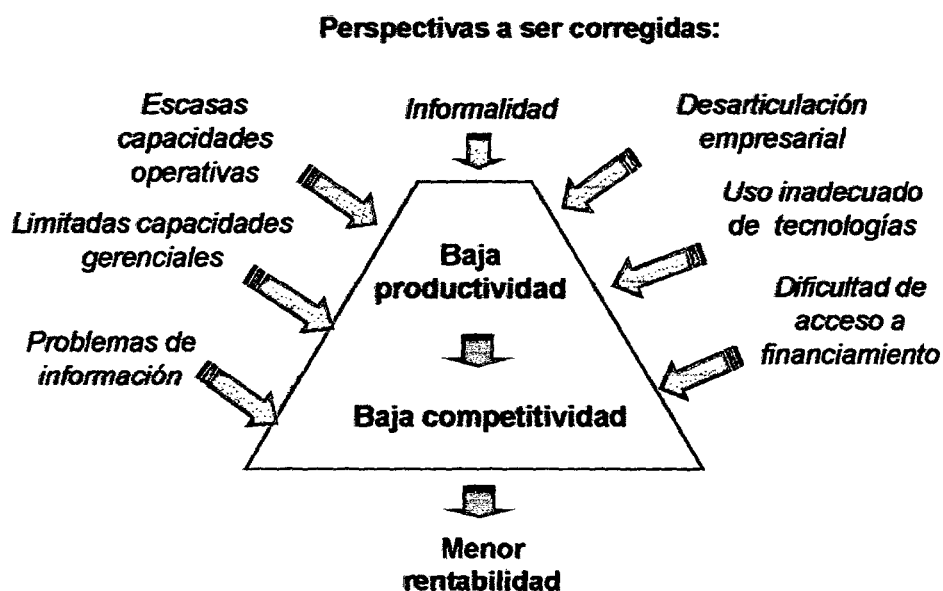 Perspectivas a ser corregidas:
Escasas
capacidades
operativas
Informalidad
Desarticulación
empresarial
Limitadas capacidades
gerenciales
Uso inadecuado
de tecnologías
Problemas de
información
Dificultad de
acceso a
financiamiento
Baja
productividad
Baja competitividad
Menor
rentabilidad